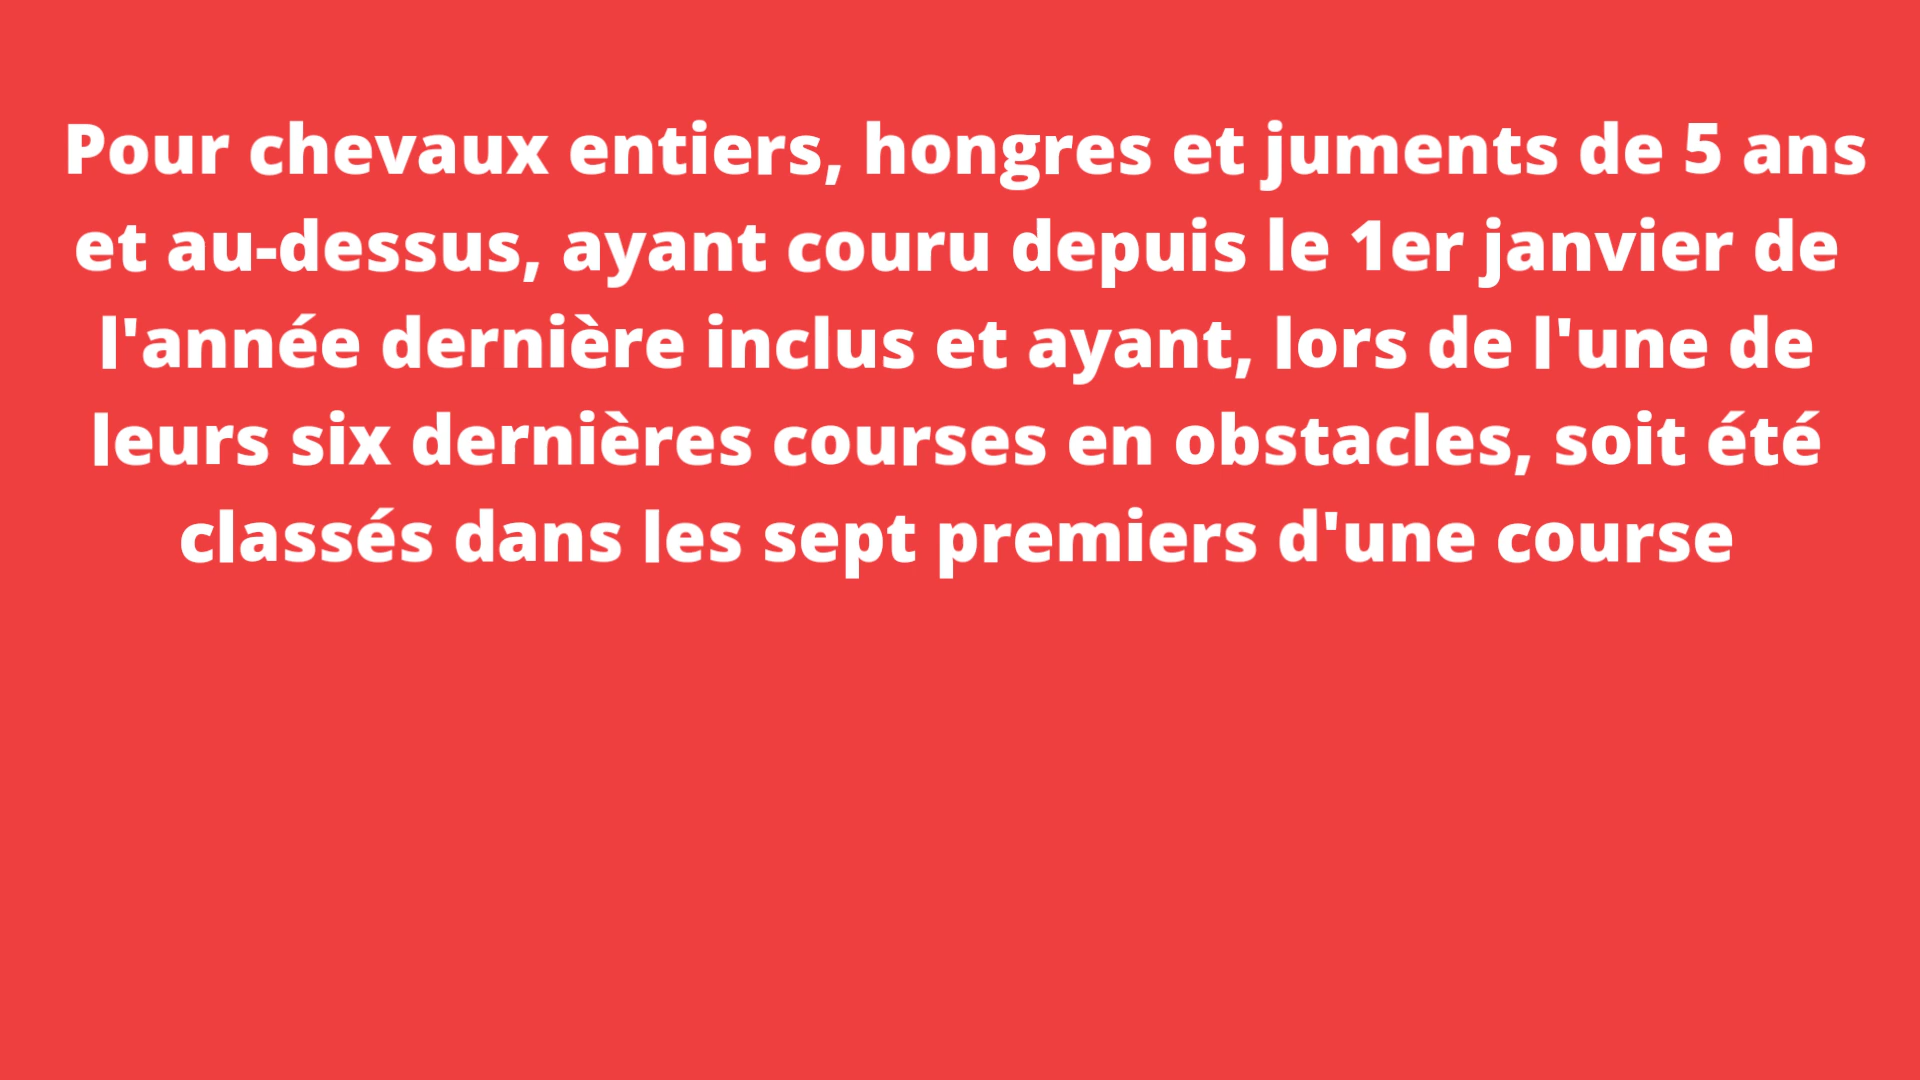 Pour chevaux entiers, hongres et juments de 5 ans
et au-dessus, ayant couru depuis le 1er janvier de
l'année dernière inclus et ayant, lors de l'une de
leurs six dernières courses en obstacles, soit été
classés dans les sept premiers d'une course